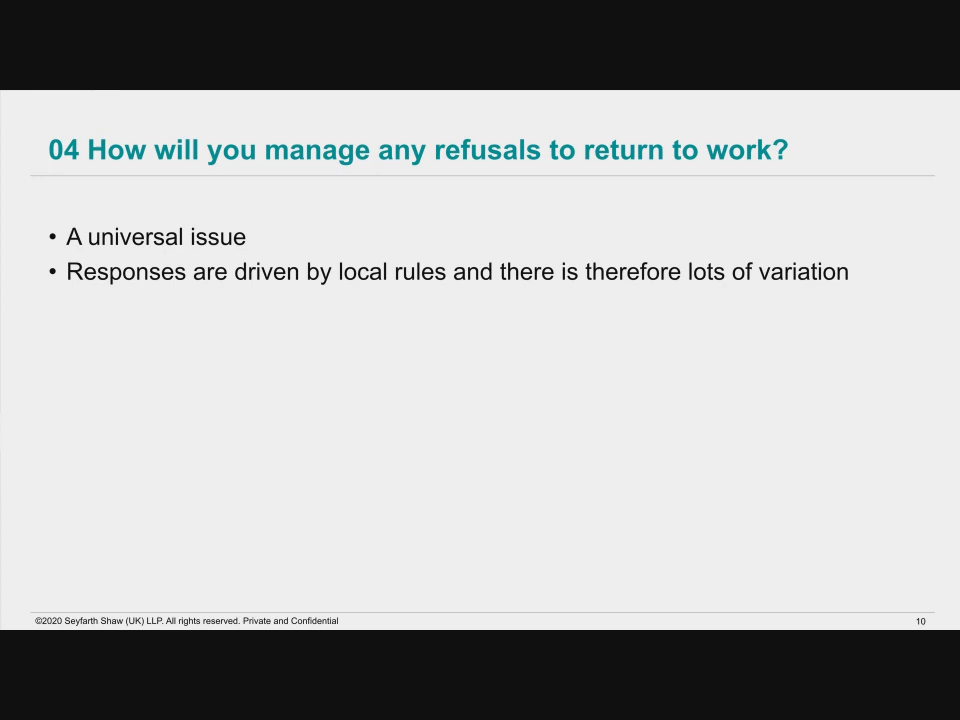 04 How will you manage any refusals to return to work?
• A universal issue
• Responses are driven by local rules and there is therefore lots of variation
©2020 Seyfarth Shaw (UK) LLP. All rights reserved. Private and Confidential
10